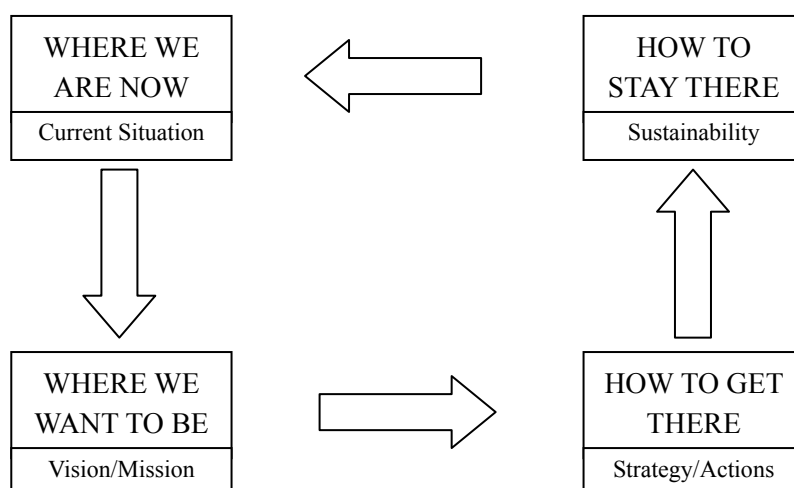 WHERE WE
ARE NOW
Current Situation
HOW TO
STAY THERE
Sustainability
WHERE WE
WANT TO BE
Vision/Mission
HOW TO GET
THERE
Strategy/Actions